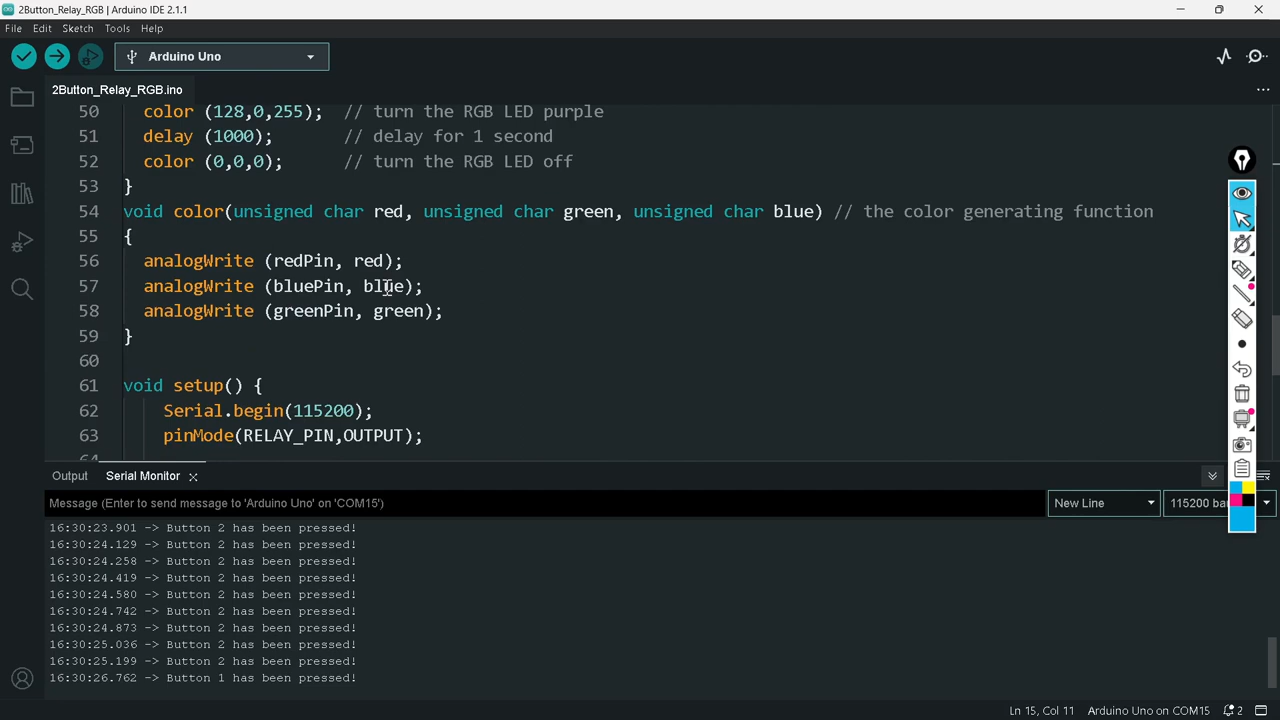 2Button_Relay_RGB | Arduino IDE 2.1.1
File Edit Sketch Tools Help
Arduino Uno
2Button_Relay_RGB.ino
50 color (128,0,255); // turn the RGB LED purple
51 delay (1000); // delay for 1 second
52 color (0,0,0); // turn the RGB LED off
53 }
54 void color(unsigned char red, unsigned char green, unsigned char blue) // the color generating function
55 {
56 analogWrite (redPin, red);
57 analogWrite (bluePin, blue);
58 analogWrite (greenPin, green);
59 }
60
61 void setup() {
62 Serial.begin(115200);
63 pinMode(RELAY_PIN,OUTPUT);
64
Output Serial Monitor
Message (Enter to send message to 'Arduino Uno' on 'COM15') New Line 115200 bau
16:30:23.901 -> Button 2 has been pressed!
16:30:24.129 -> Button 2 has been pressed!
16:30:24.258 -> Button 2 has been pressed!
16:30:24.419 -> Button 2 has been pressed!
16:30:24.580 -> Button 2 has been pressed!
16:30:24.742 -> Button 2 has been pressed!
16:30:24.873 -> Button 2 has been pressed!
16:30:25.036 -> Button 2 has been pressed!
16:30:25.199 -> Button 2 has been pressed!
16:30:26.762 -> Button 1 has been pressed!
Ln 15, Col 11 Arduino Uno on COM15 2